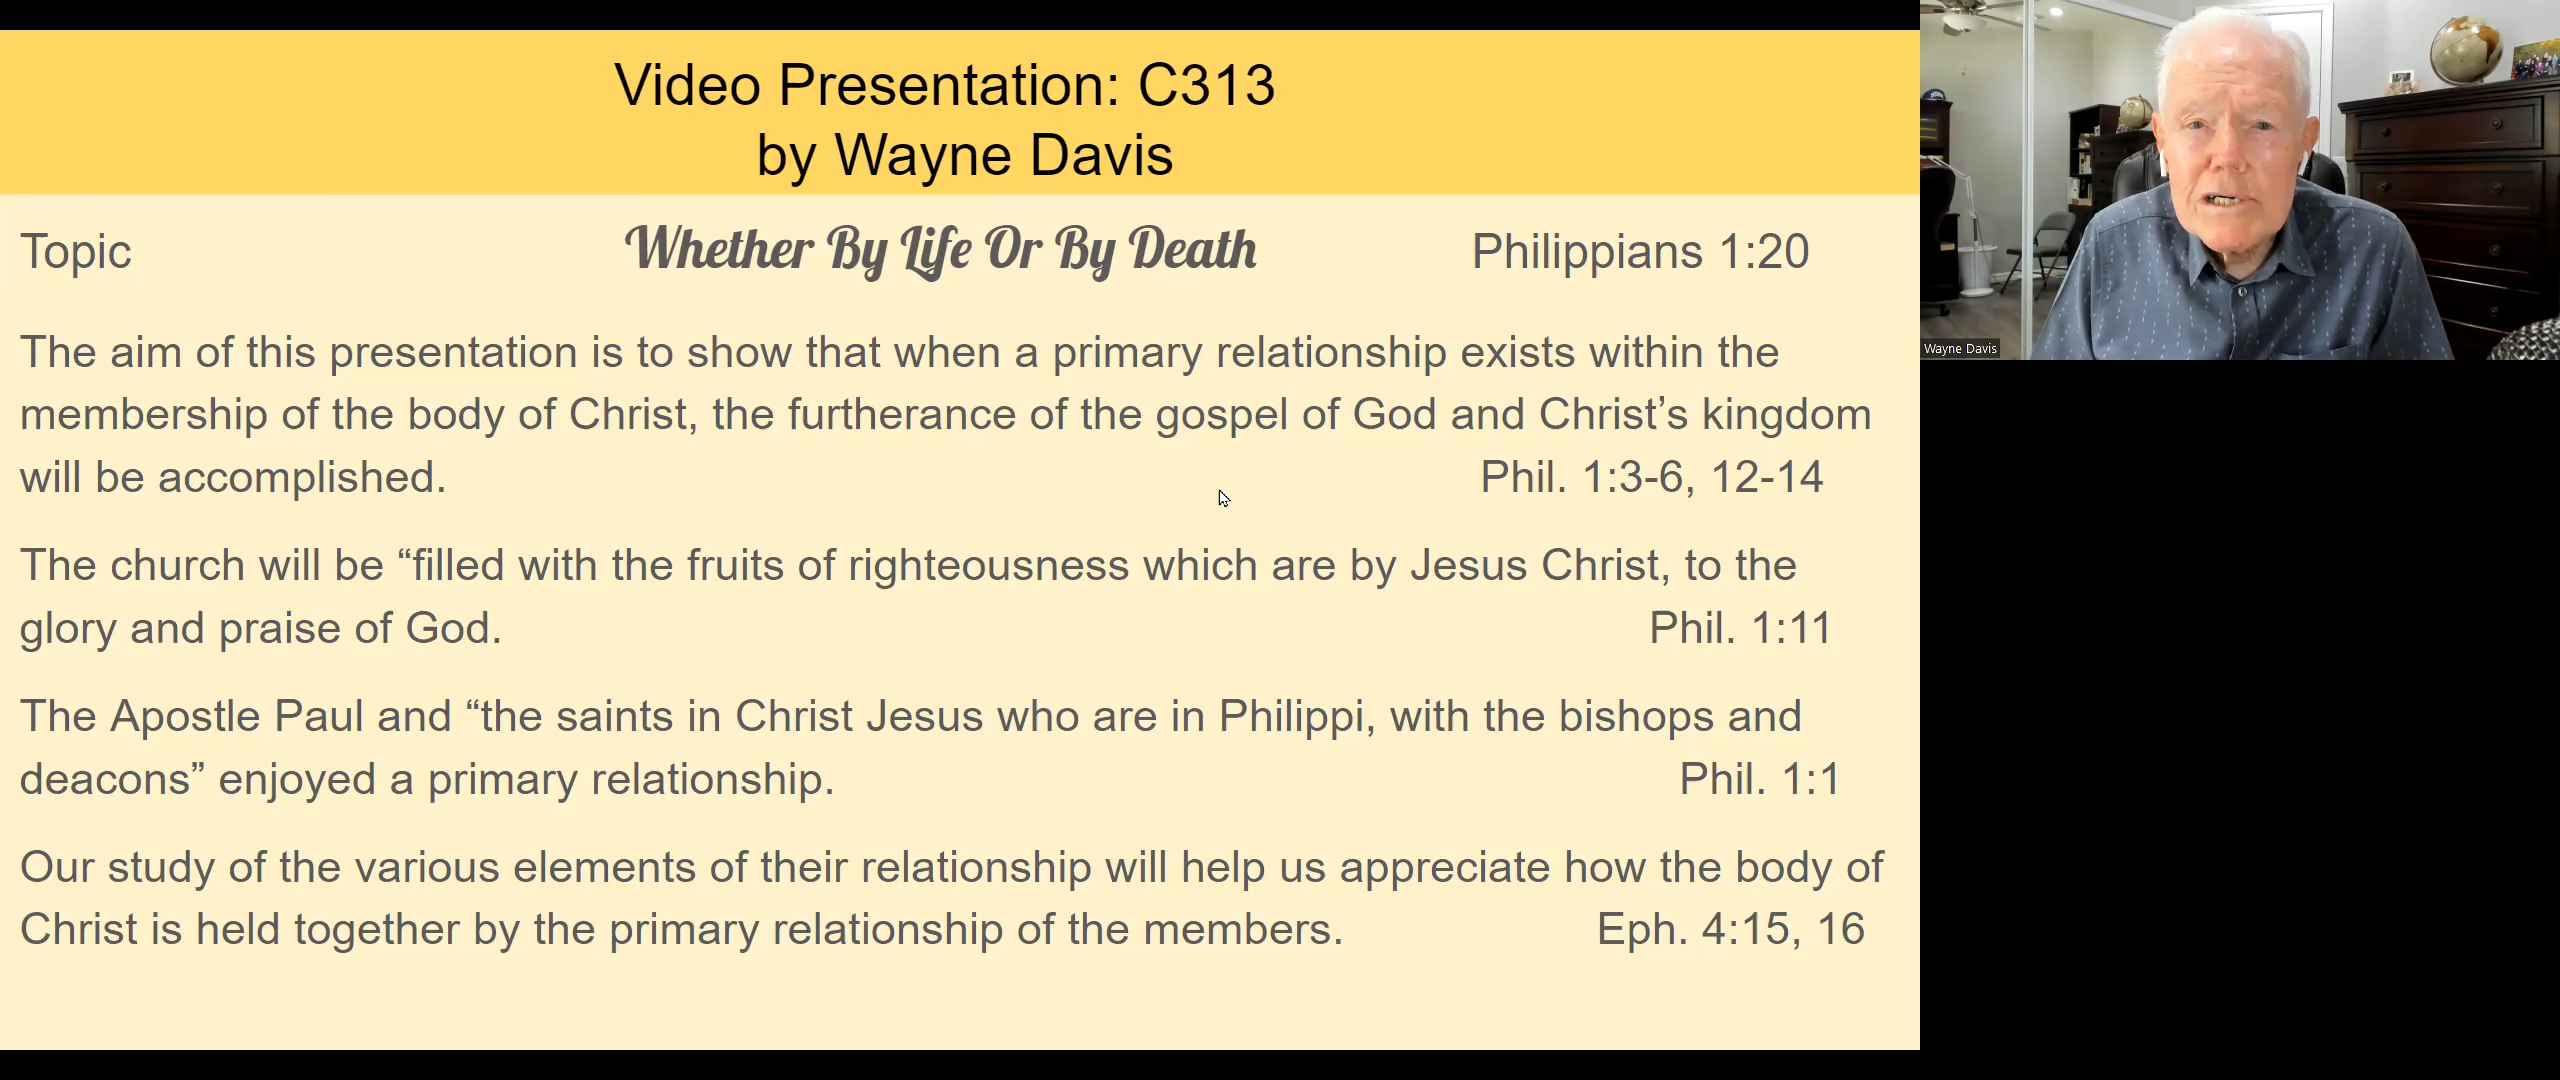 Video Presentation: C313
by Wayne Davis
Topic Whether By Life Or By Death Philippians 1:20
The aim of this presentation is to show that when a primary relationship exists within the
membership of the body of Christ, the furtherance of the gospel of God and Christ’s kingdom
will be accomplished. Phil. 1:3-6, 12-14
The church will be “filled with the fruits of righteousness which are by Jesus Christ, to the
glory and praise of God. Phil. 1:11
The Apostle Paul and “the saints in Christ Jesus who are in Philippi, with the bishops and
deacons” enjoyed a primary relationship. Phil. 1:1
Our study of the various elements of their relationship will help us appreciate how the body of
Christ is held together by the primary relationship of the members. Eph. 4:15, 16
Wayne Davis